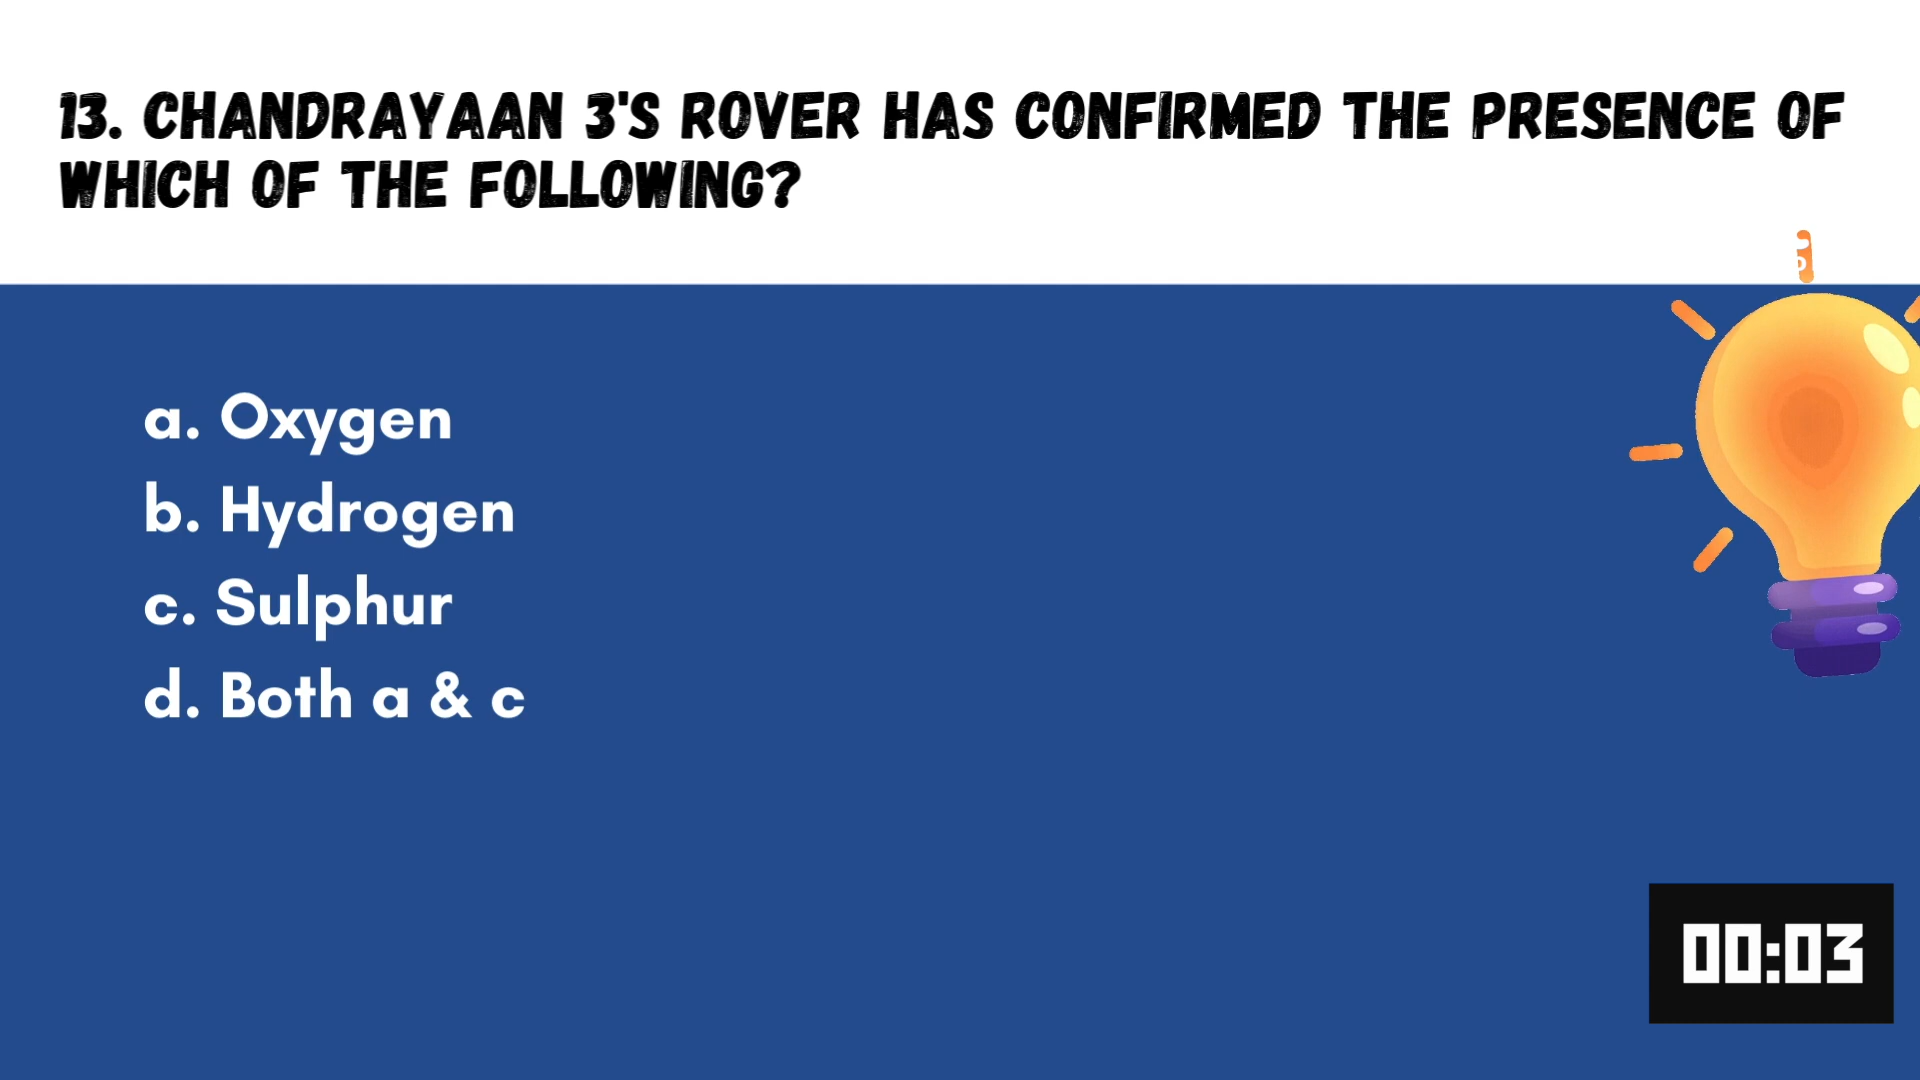 13. CHANDRAYAAN 3'S ROVER HAS CONFIRMED THE PRESENCE OF
WHICH OF THE FOLLOWING?
a. Oxygen
b. Hydrogen
c. Sulphur
d. Both a & c
00:03